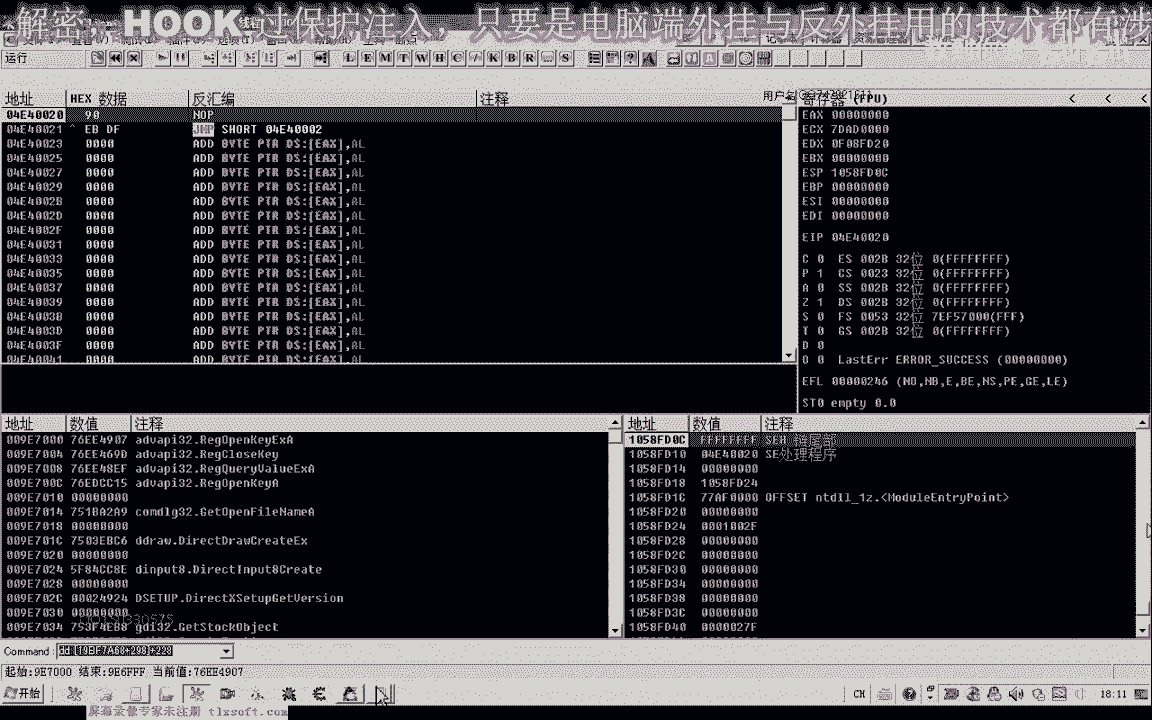 解密，HOOK 过保护注入，只要是电脑端外挂与反外挂用的技术都有涉
运行
L E M T W H C / K B R ... S
地址 HEX 数据 反汇编 注释
04E40020 90 NOP
04E40021 ^ EB DF JMP SHORT 04E40002
04E40023 0000 ADD BYTE PTR DS:[EAX],AL
04E40025 0000 ADD BYTE PTR DS:[EAX],AL
04E40027 0000 ADD BYTE PTR DS:[EAX],AL
04E40029 0000 ADD BYTE PTR DS:[EAX],AL
04E4002B 0000 ADD BYTE PTR DS:[EAX],AL
04E4002D 0000 ADD BYTE PTR DS:[EAX],AL
04E4002F 0000 ADD BYTE PTR DS:[EAX],AL
04E40031 0000 ADD BYTE PTR DS:[EAX],AL
04E40033 0000 ADD BYTE PTR DS:[EAX],AL
04E40035 0000 ADD BYTE PTR DS:[EAX],AL
04E40037 0000 ADD BYTE PTR DS:[EAX],AL
04E40039 0000 ADD BYTE PTR DS:[EAX],AL
04E4003B 0000 ADD BYTE PTR DS:[EAX],AL
04E4003D 0000 ADD BYTE PTR DS:[EAX],AL
04E4003F 0000 ADD BYTE PTR DS:[EAX],AL
04E40041 0000 ADD BYTE PTR DS:[EAX],AL
寄存器 (FPU) < < <
EAX 00000000
ECX 7DAD0000
EDX 0F08FD20
EBX 00000000
ESP 1058FD0C
EBP 00000000
ESI 00000000
EDI 00000000
EIP 04E40020
C 0 ES 002B 32位 0(FFFFFFFF)
P 1 CS 0023 32位 0(FFFFFFFF)
A 0 SS 002B 32位 0(FFFFFFFF)
Z 1 DS 002B 32位 0(FFFFFFFF)
S 0 FS 0053 32位 7EF57000(FFF)
T 0 GS 002B 32位 0(FFFFFFFF)
D 0
O 0 LastErr ERROR_SUCCESS (00000000)
EFL 00000246 (NO,NB,E,BE,NS,PE,GE,LE)
ST0 empty 0.0
地址 数值 注释
009E7000 76EE4907 advapi32.RegOpenKeyExA
009E7004 76EE469D advapi32.RegCloseKey
009E7008 76EE48EF advapi32.RegQueryValueExA
009E700C 76EDCC15 advapi32.RegOpenKeyA
009E7010 00000000
009E7014 751BA2A9 comdlg32.GetOpenFileNameA
009E7018 00000000
009E701C 7503EBC6 ddraw.DirectDrawCreateEx
009E7020 00000000
009E7024 5F84CC8E dinput8.DirectInput8Create
009E7028 00000000
009E702C 00024924 DSETUP.DirectXSetupGetVersion
009E7030 00000000
009E7034 753F4EB8 gdi32.GetStockObject
地址 数值 注释
1058FD0C FFFFFFFF SEH 链尾部
1058FD10 04E40020 SE处理程序
1058FD14 00000000
1058FD18 1058FD24
1058FD1C 77AF0000 OFFSET ntdll_1z.<ModuleEntryPoint>
1058FD20 00000000
1058FD24 0001002F
1058FD28 00000000
1058FD2C 00000000
1058FD30 00000000
1058FD34 00000000
1058FD38 00000000
1058FD3C 00000000
1058FD40 0000027F
Command : dd [19BF7A68+298]+228
起始:9E7000 结束:9E6FFF 当前值:76EE4907
开始 CH 18:11
屏幕录像专家未注册 tlxsoft.com